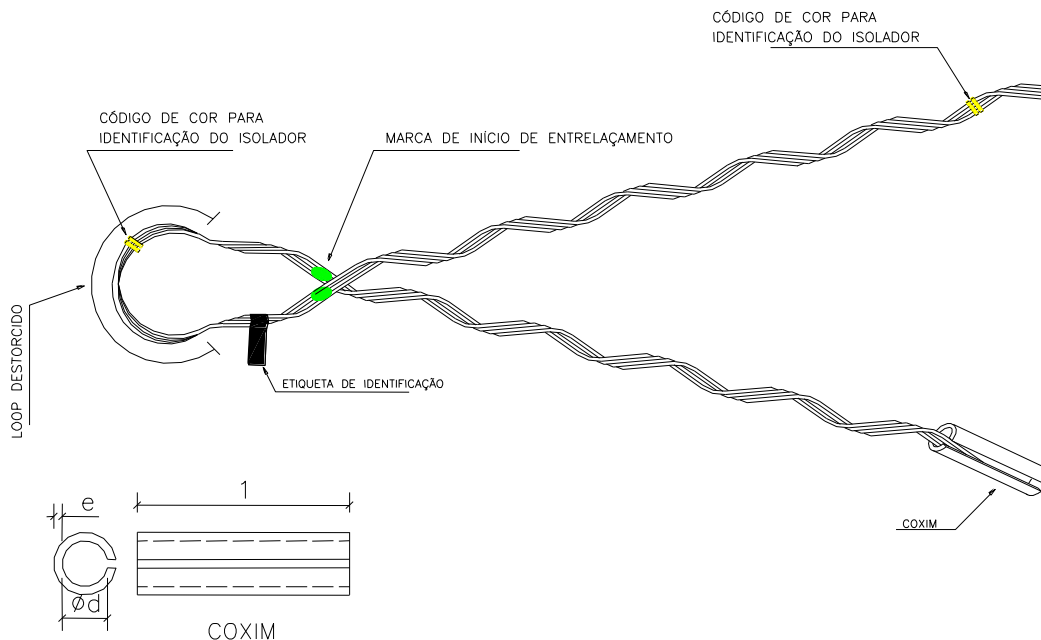 CÓDIGO DE COR PARA
IDENTIFICAÇÃO DO ISOLADOR
CÓDIGO DE COR PARA
IDENTIFICAÇÃO DO ISOLADOR
MARCA DE INÍCIO DE ENTRELAÇAMENTO
LOOP DESTORCIDO
ETIQUETA DE IDENTIFICAÇÃO
COXIM
e
1
Ød
COXIM